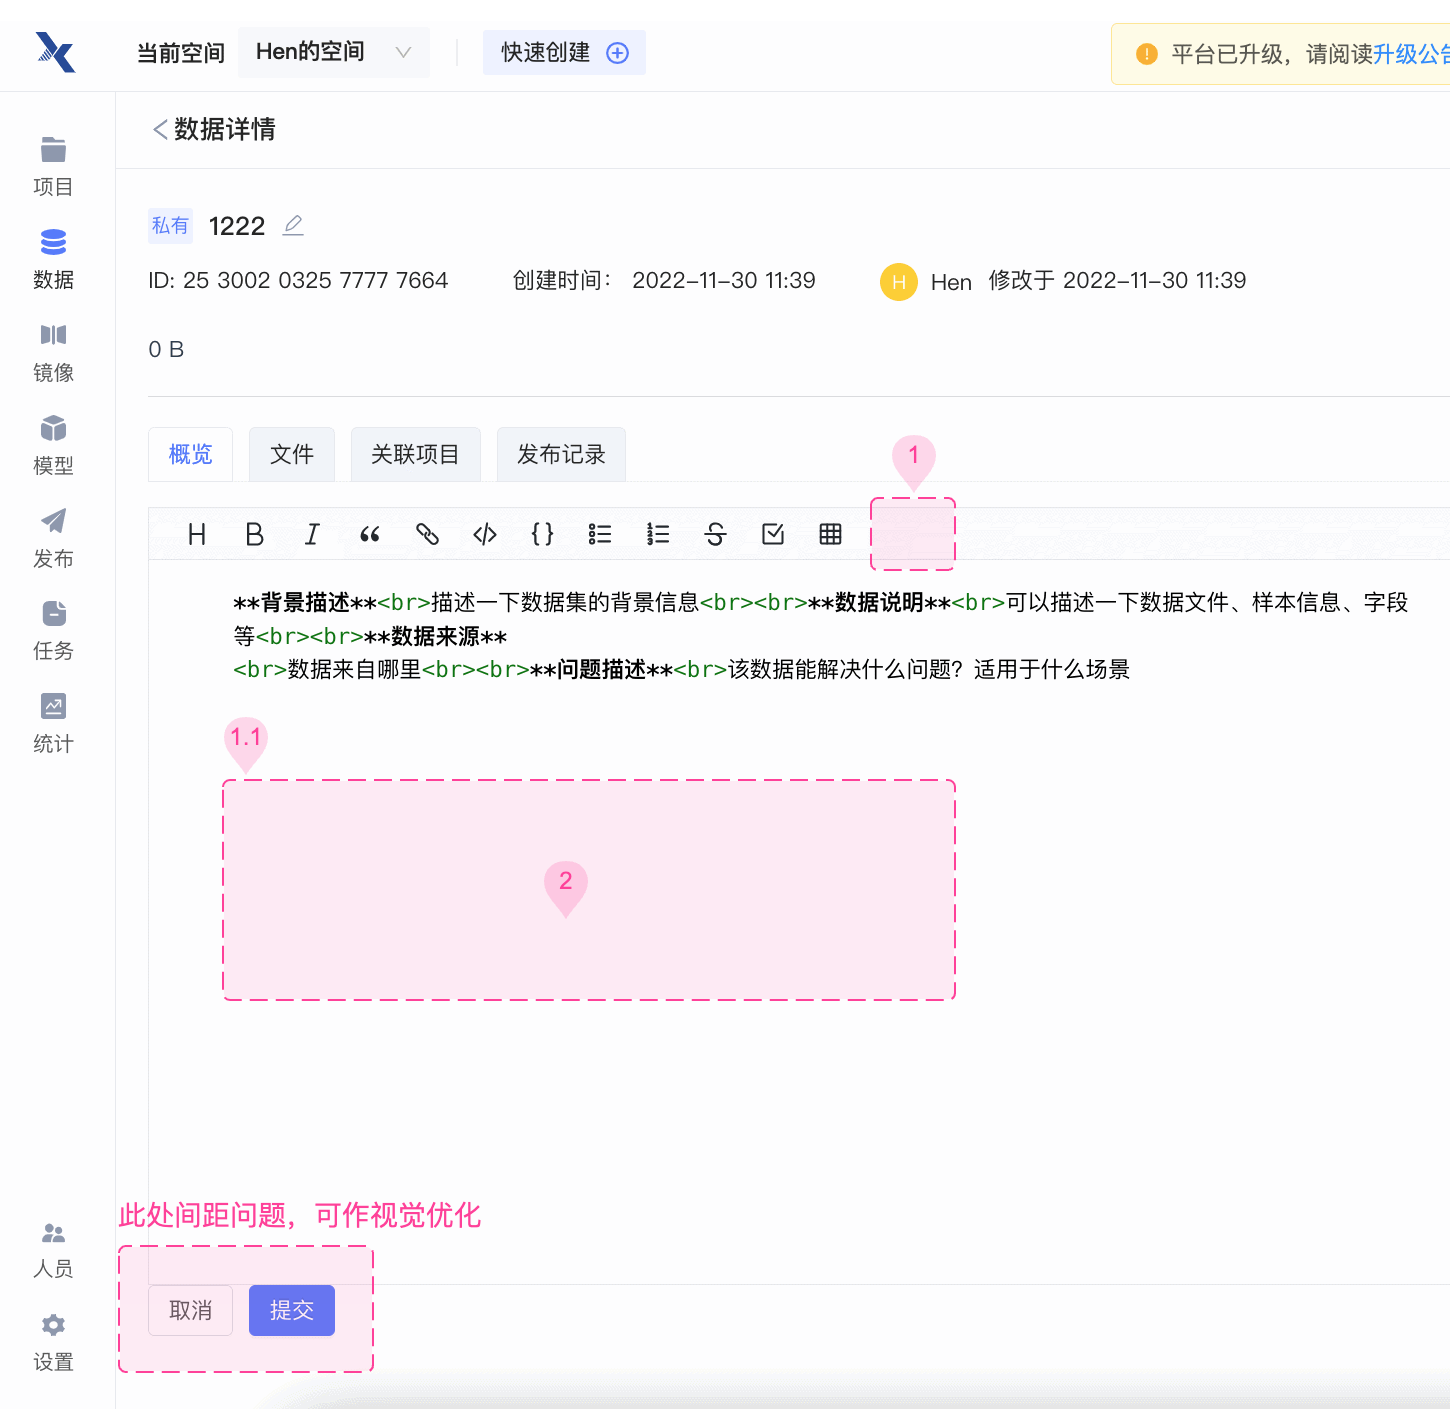 当前空间 Hen的空间 快速创建 平台已升级，请阅读升级公告
数据详情
项目
私有 1222
数据
ID: 25 3002 0325 7777 7664 创建时间： 2022-11-30 11:39 H Hen 修改于 2022-11-30 11:39
0 B
镜像
概览 文件 关联项目 发布记录
1
模型
H B I
发布
**背景描述**<br>描述一下数据集的背景信息<br><br>**数据说明**<br>可以描述一下数据文件、样本信息、字段
等<br><br>**数据来源**
<br>数据来自哪里<br><br>**问题描述**<br>该数据能解决什么问题？适用于什么场景
任务
1.1
统计
2
此处间距问题，可作视觉优化
人员
取消 提交
设置